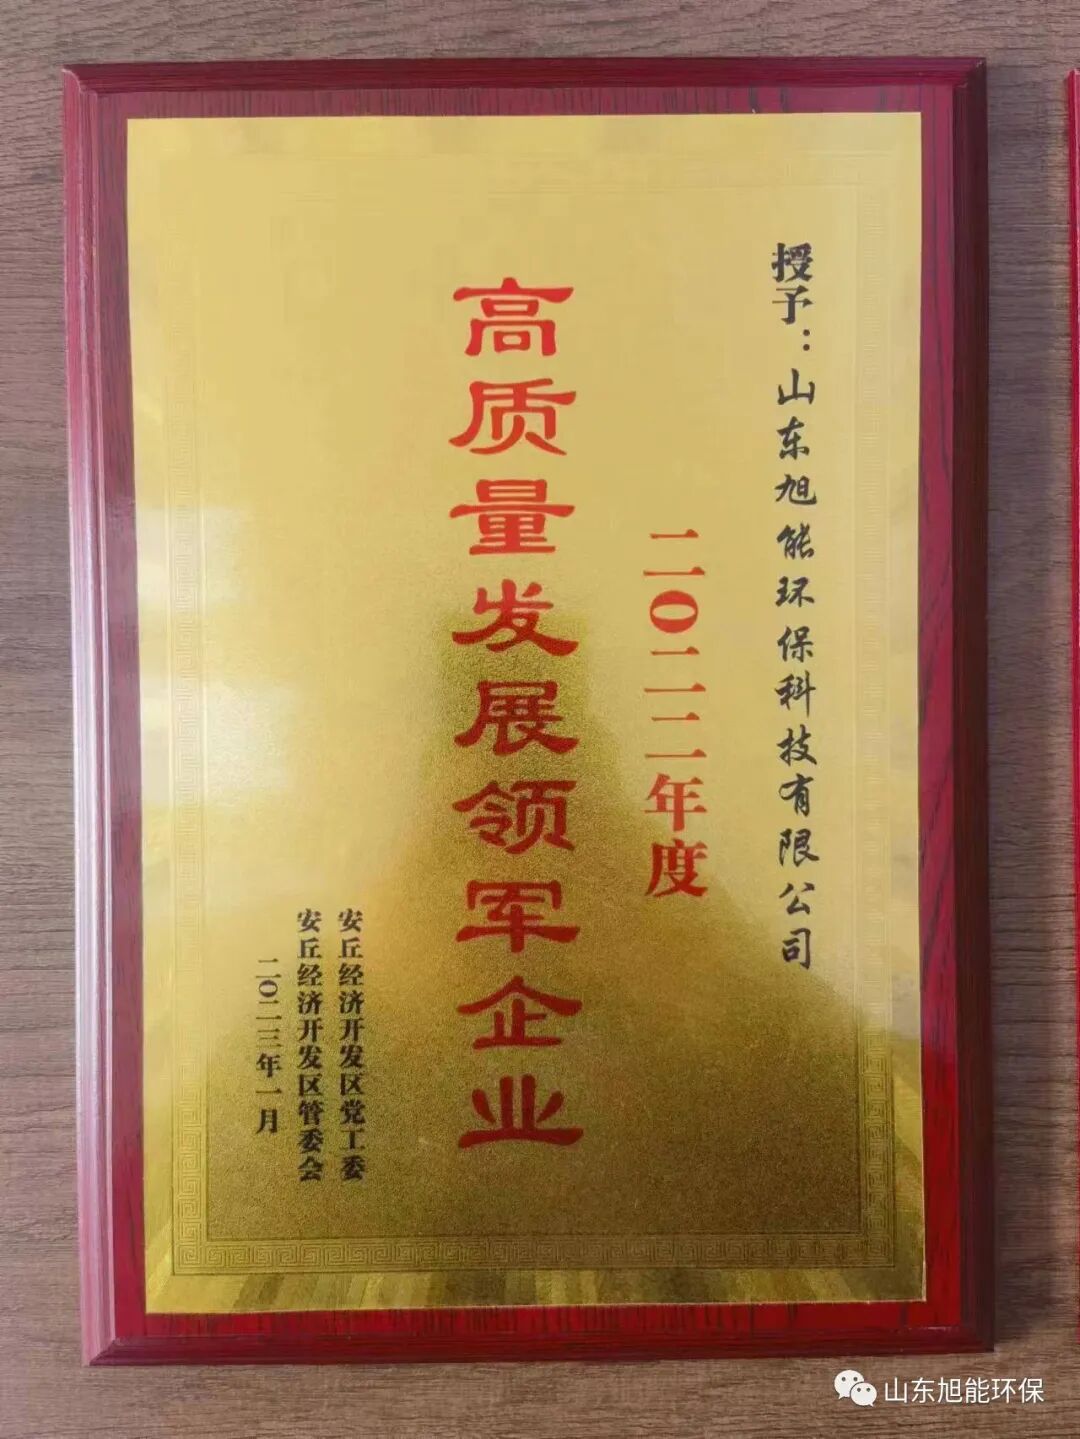 授予：山东旭能环保科技有限公司
二〇二二年度
高质量发展领军企业
安丘经济开发区党工委
安丘经济开发区管委会
二〇二三年一月
山东旭能环保